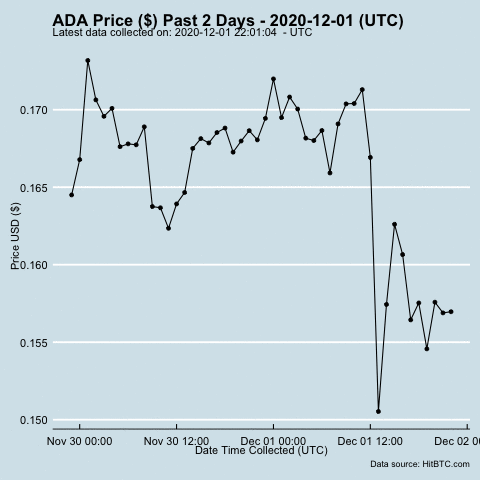 ADA Price ($) Past 2 Days - 2020-12-01 (UTC)
Latest data collected on: 2020-12-01 22:01:04 - UTC
Price USD ($)
0.170
0.165
0.160
0.155
0.150
Nov 30 00:00 Nov 30 12:00 Dec 01 00:00 Dec 01 12:00 Dec 02 0
Date Time Collected (UTC)
Data source: HitBTC.com